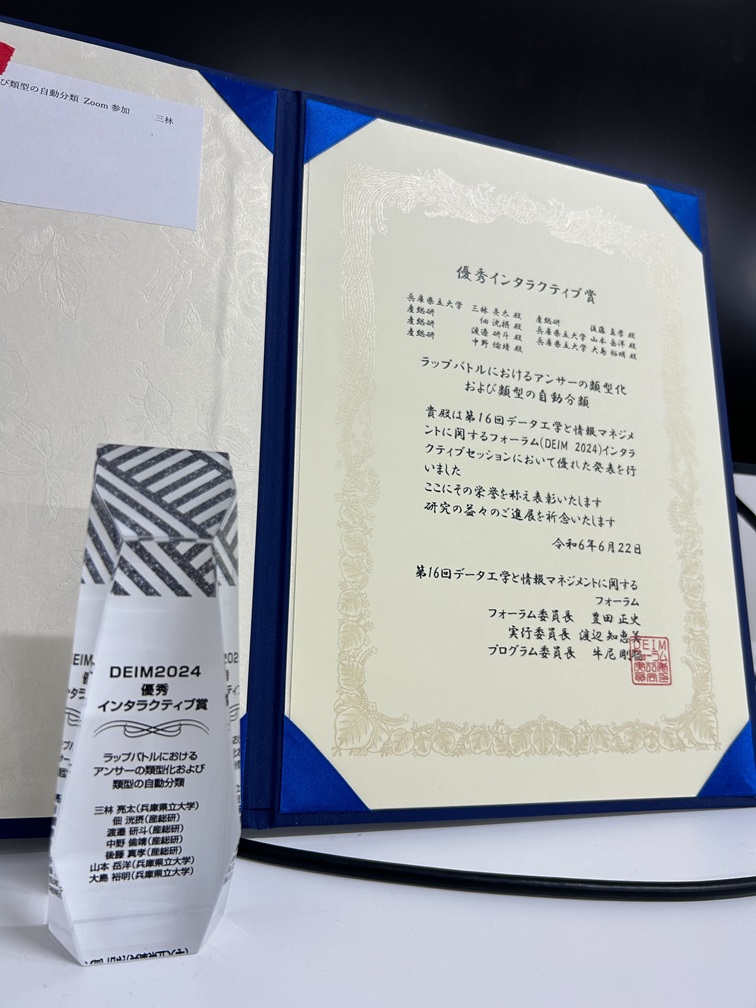 び類型の自動分類 Zoom 参加 三林
優秀インタラクティブ賞
兵庫県立大学 三林 亮太 殿 産総研 後藤 真孝 殿
産総研 佃 洸摂 殿 兵庫県立大学 山本 岳洋 殿
産総研 渡邉 研斗 殿 兵庫県立大学 大島 裕明 殿
産総研 中野 倫靖 殿
ラップバトルにおけるアンサーの類型化
および類型の自動分類
貴殿は第16回データ工学と情報マネジメ
ントに関するフォーラム(DEIM 2024)インタラ
クティブセッションにおいて優れた発表を行
いました
ここにその栄誉を称え表彰いたします
研究の益々のご進展を祈念いたします
令和6年6月22日
第16回データ工学と情報マネジメントに関する
フォーラム
フォーラム委員長 豊田 正史
実行委員長 渡辺 知恵美
プログラム委員長 牛尼 剛聡
DEIM
フォーラム
DEIM2024
優秀
インタラクティブ賞
ラップバトルにおける
アンサーの類型化および
類型の自動分類
三林 亮太(兵庫県立大学)
佃 洸摂(産総研)
渡邉 研斗(産総研)
中野 倫靖(産総研)
後藤 真孝(産総研)
山本 岳洋(兵庫県立大学)
大島 裕明(兵庫県立大学)